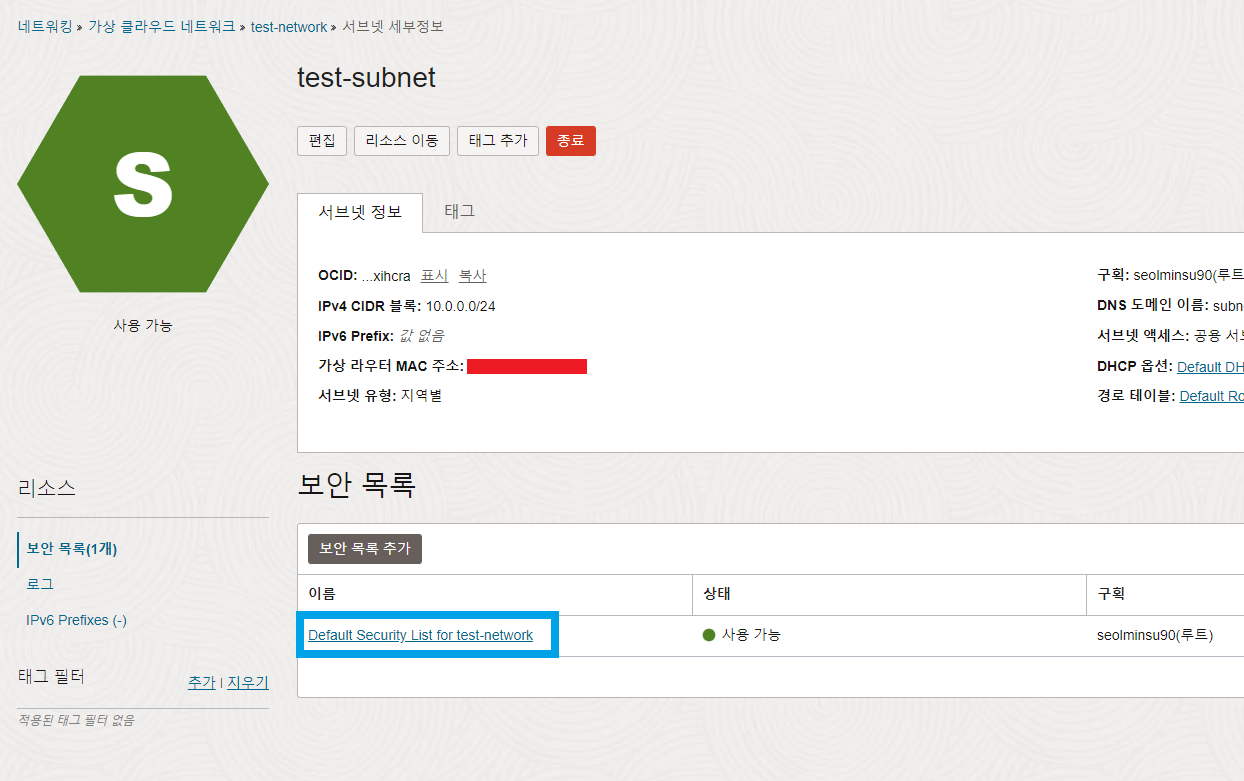 네트워킹 » 가상 클라우드 네트워크 » test-network » 서브넷 세부정보
S
사용 가능
test-subnet
편집 리소스 이동 태그 추가 종료
서브넷 정보 태그
OCID: ...xihcra 표시 복사
IPv4 CIDR 블록: 10.0.0.0/24
IPv6 Prefix: 값 없음
가상 라우터 MAC 주소:
서브넷 유형: 지역별
구획: seolminsu90(루트
DNS 도메인 이름: subn
서브넷 액세스: 공용 서브
DHCP 옵션: Default DH
경로 테이블: Default Ro
리소스
보안 목록(1개)
로그
IPv6 Prefixes (-)
태그 필터 추가 | 지우기
적용된 태그 필터 없음
보안 목록
보안 목록 추가
이름 상태 구획
Default Security List for test-network 사용 가능 seolminsu90(루트)